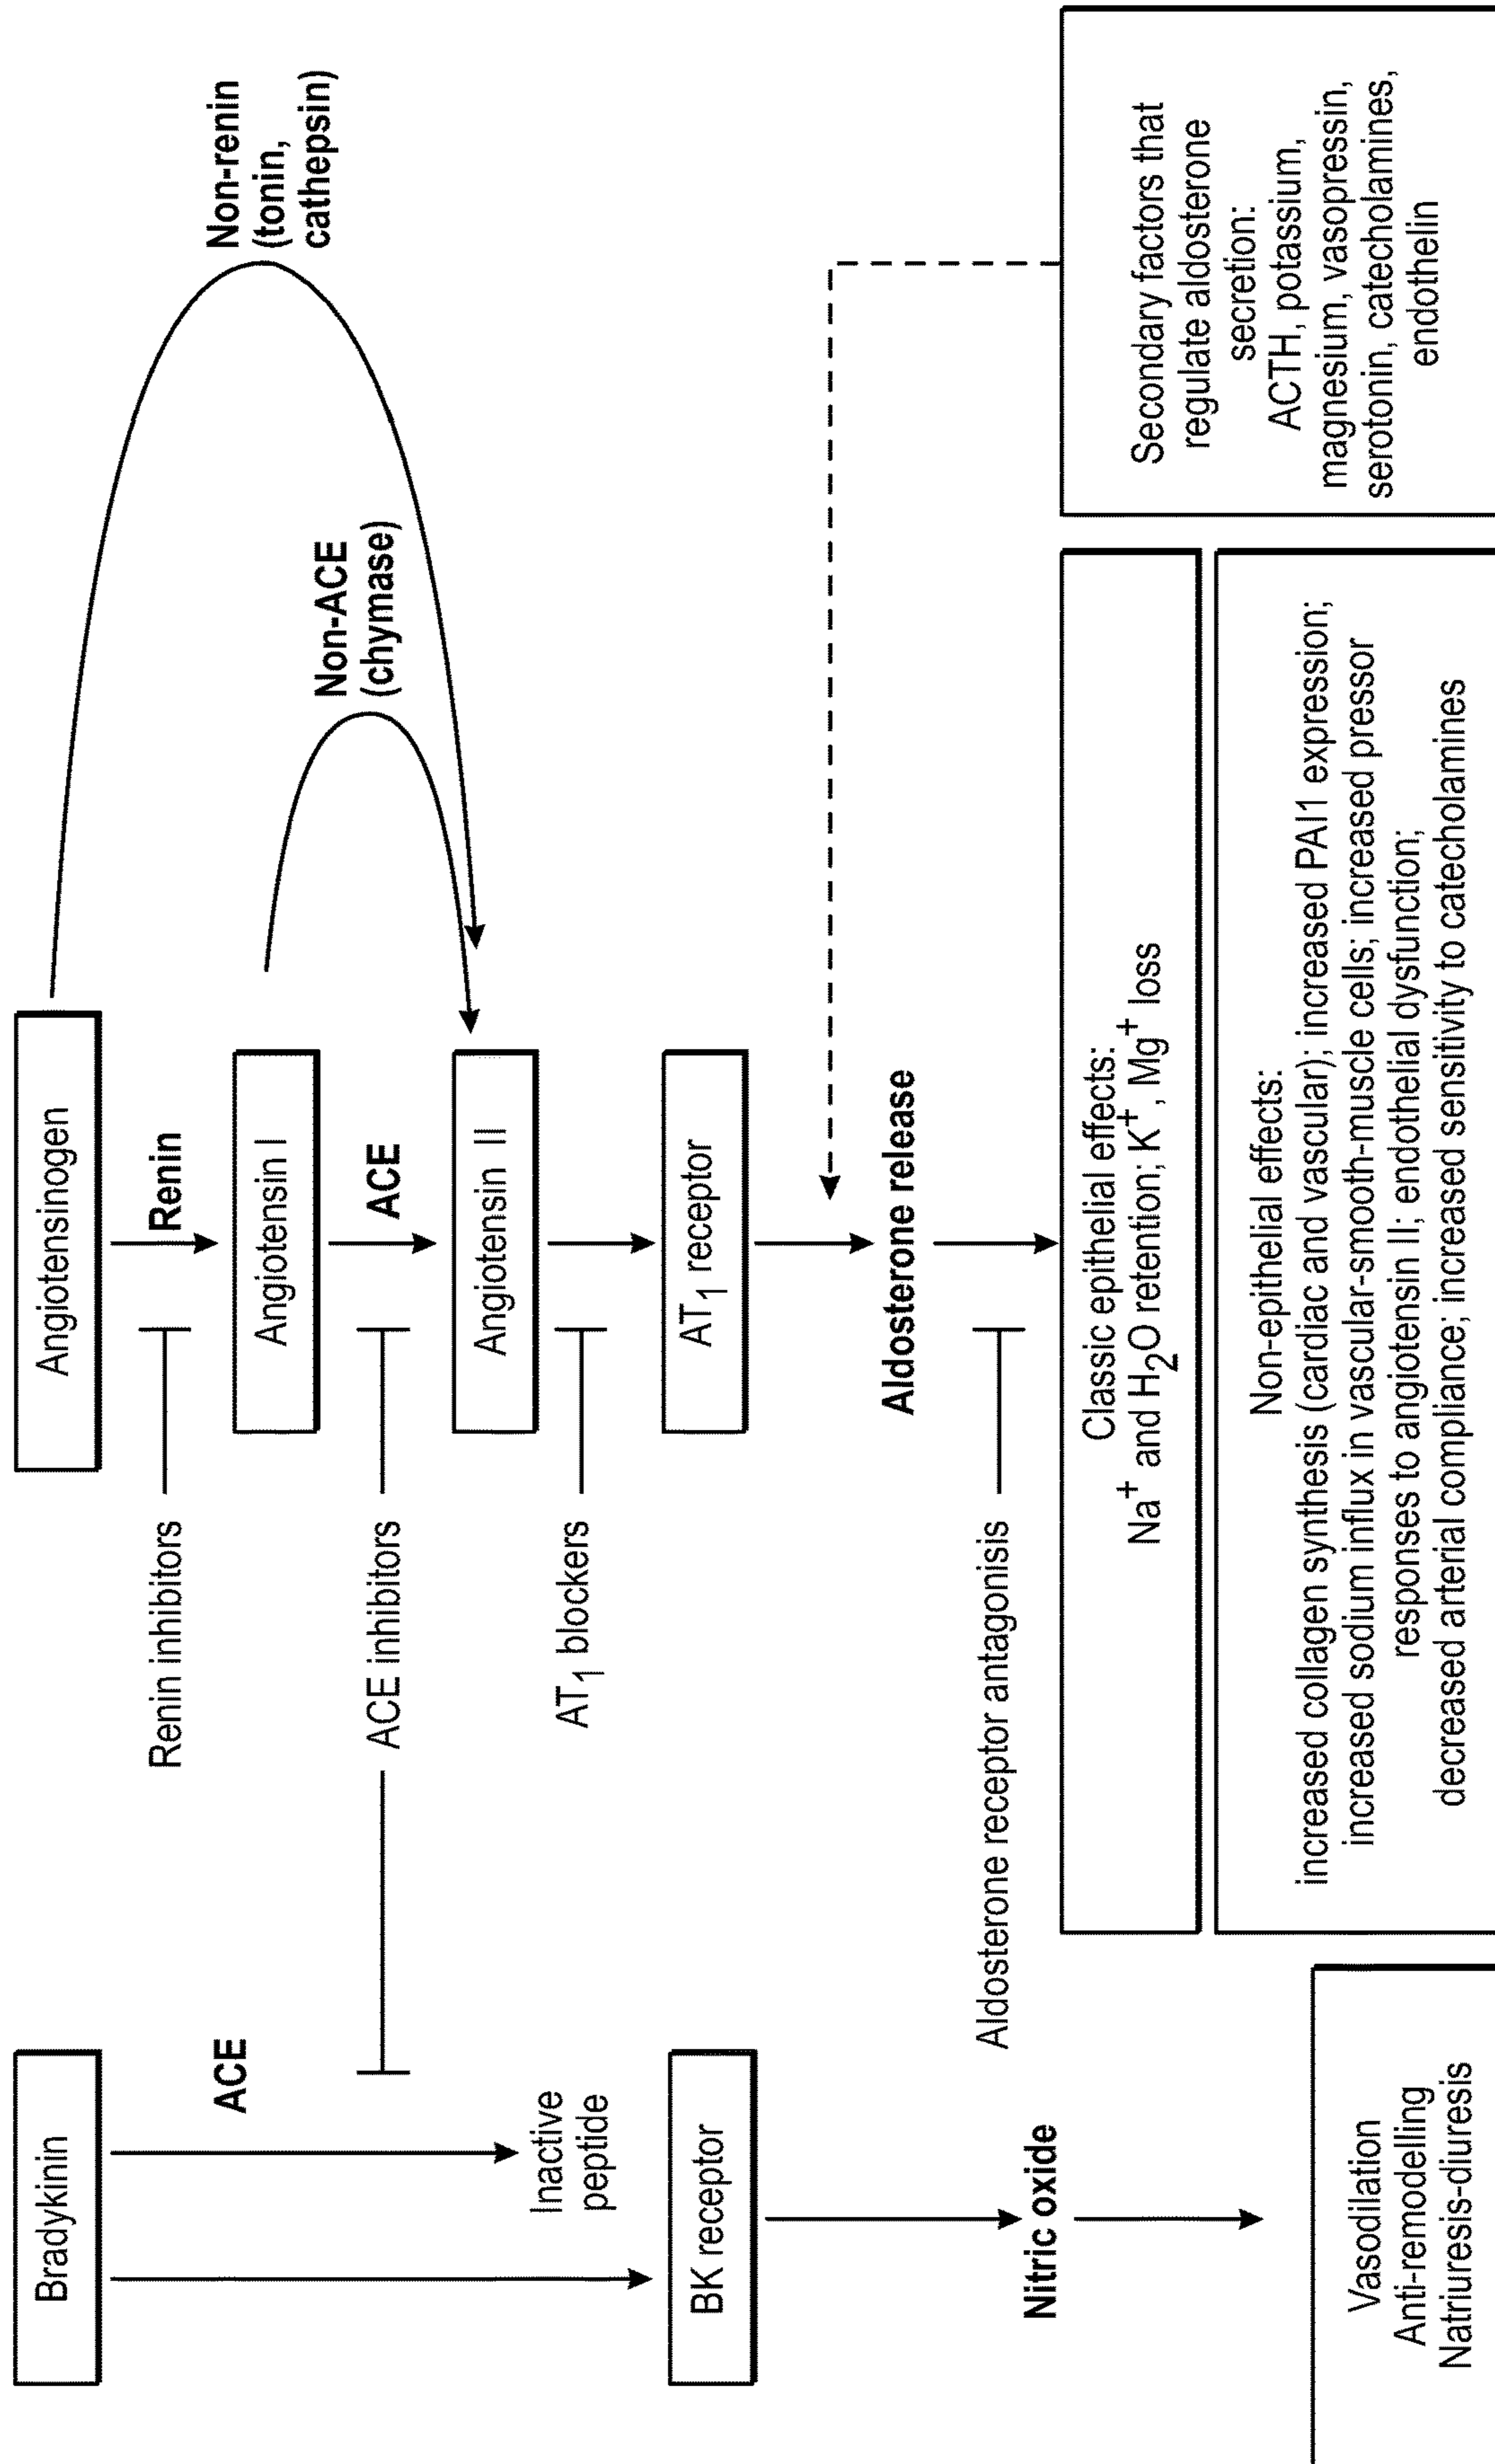 Bradykinin
ACE
Inactive
peptide
BK receptor
Nitric oxide
Vasodilation
Anti-remodelling
Natriuresis-diuresis
Renin inhibitors
ACE inhibitors
AT1 blockers
Aldosterone receptor antagonisis
Angiotensinogen
Renin
Angiotensin I
ACE
Angiotensin II
AT1 receptor
Aldosterone release
Non-renin
(tonin,
cathepsin)
Non-ACE
(chymase)
Classic epithelial effects:
Na+ and H2O retention; K+, Mg+ loss
Non-epithelial effects:
increased collagen synthesis (cardiac and vascular); increased PAI1 expression;
increased sodium influx in vascular-smooth-muscle cells; increased pressor
responses to angiotensin II; endothelial dysfunction;
decreased arterial compliance; increased sensitivity to catecholamines
Secondary factors that
regulate aldosterone
secretion:
ACTH, potassium,
magnesium, vasopressin,
serotonin, catecholamines,
endothelin